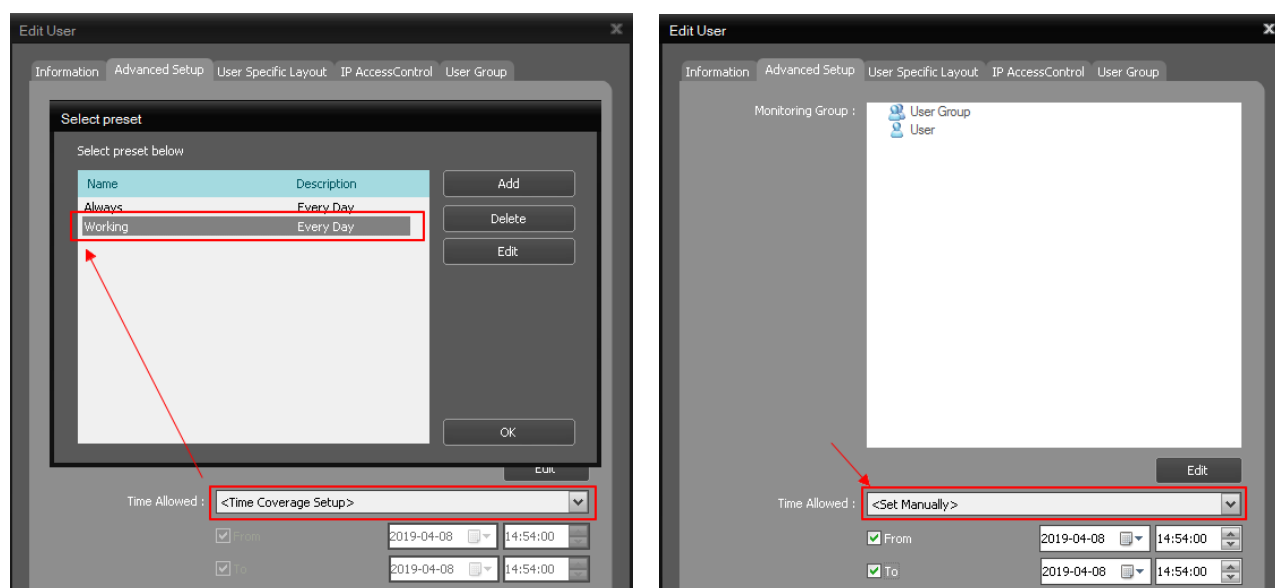 Edit User x
Information Advanced Setup User Specific Layout IP AccessControl User Group
Select preset
Select preset below
Name Description
Always Every Day
Working Every Day
Add
Delete
Edit
OK
Edit
Time Allowed : <Time Coverage Setup>
From 2019-04-08 14:54:00
To 2019-04-08 14:54:00
Edit User x
Information Advanced Setup User Specific Layout IP AccessControl User Group
Monitoring Group : User Group
User
Edit
Time Allowed : <Set Manually>
From 2019-04-08 14:54:00
To 2019-04-08 14:54:00